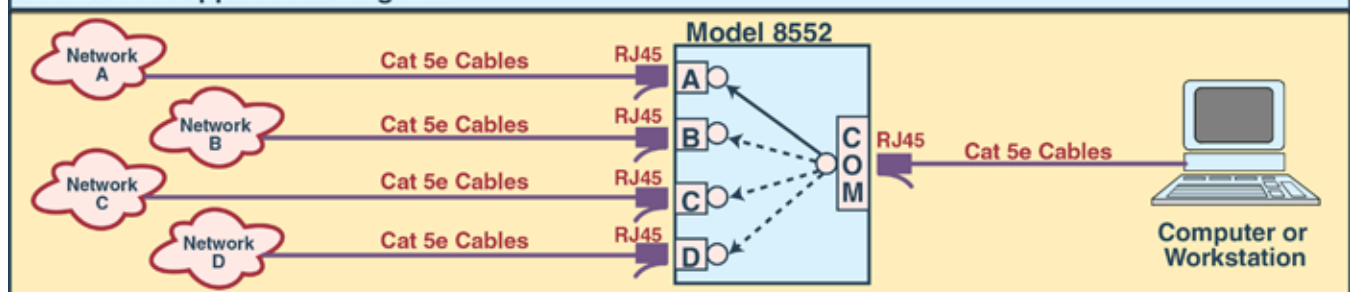 Model 8552
Network
A
Cat 5e Cables
RJ45
A
Network
B
Cat 5e Cables
RJ45
B
Network
C
Cat 5e Cables
RJ45
C
Network
D
Cat 5e Cables
RJ45
D
COM
RJ45
Cat 5e Cables
Computer or
Workstation